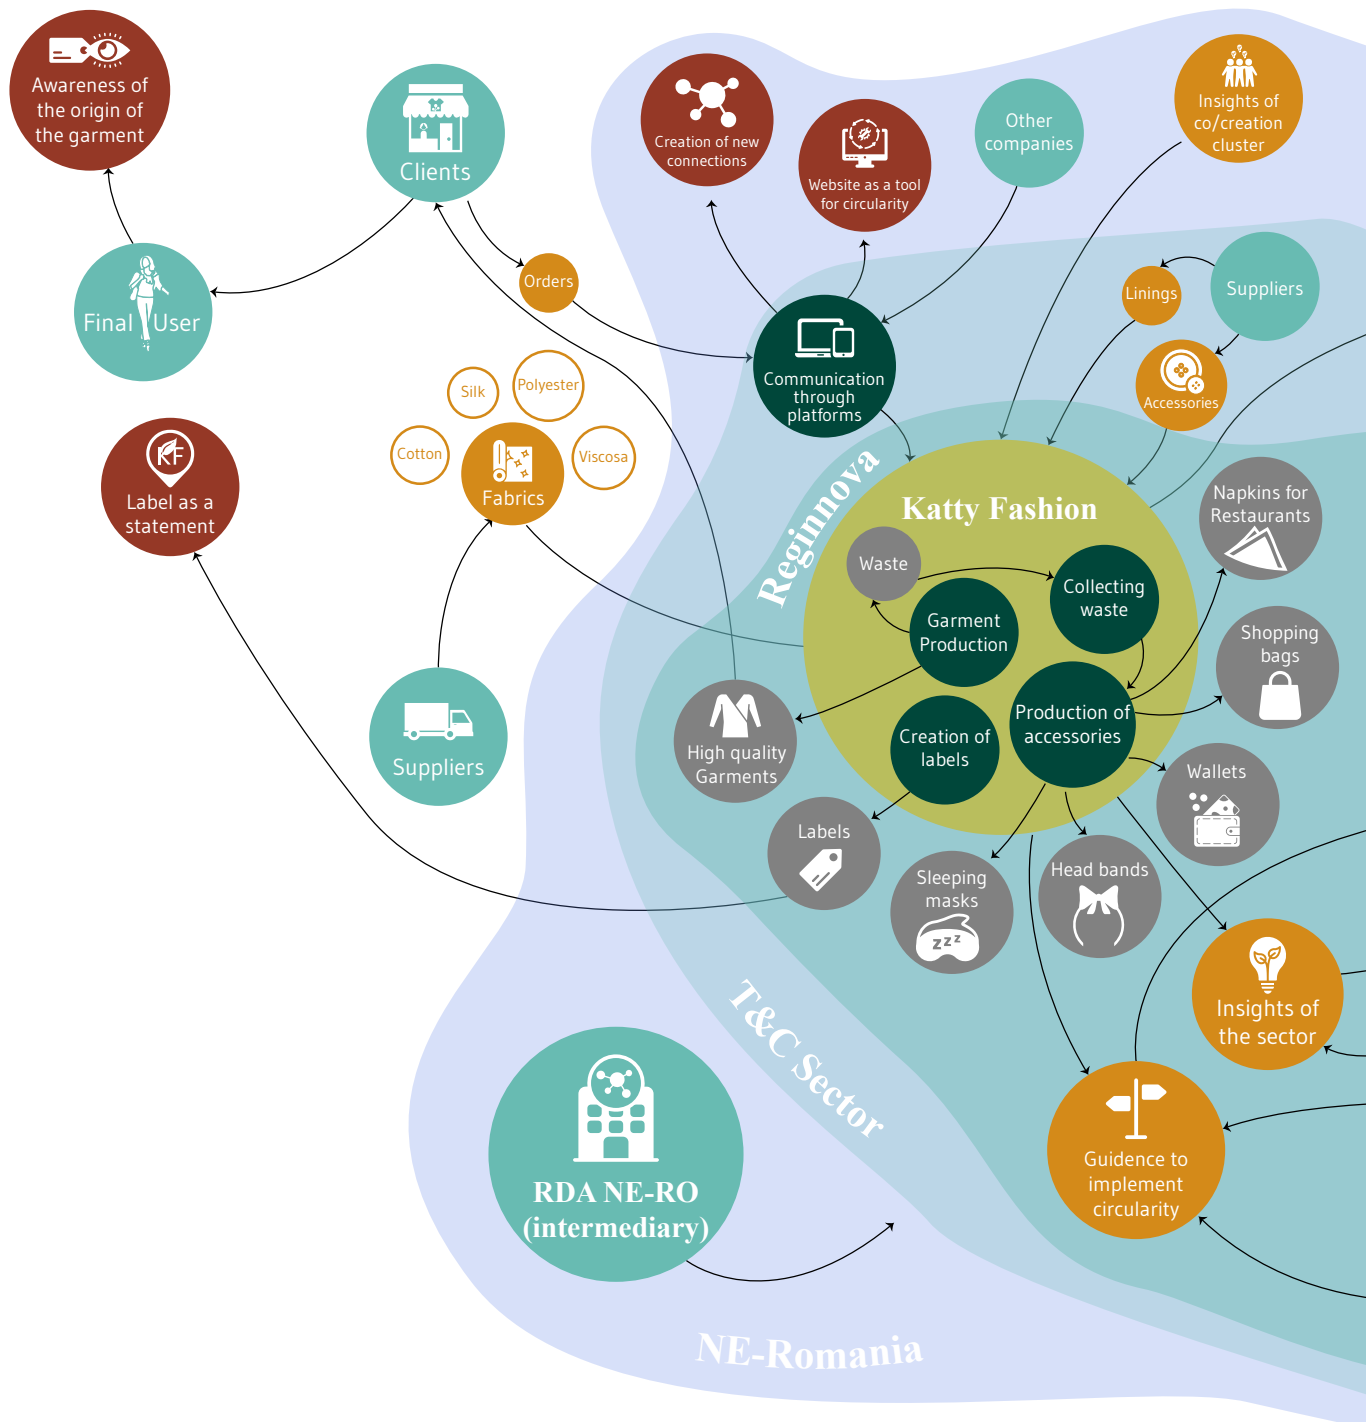 Awareness of
the origin of
the garment
Clients
Creation of new
connections
Website as a tool
for circularity
Other
companies
Insights of
co/creation
cluster
Final User
Orders
Linings
Suppliers
Accessories
Communication
through
platforms
Silk
Polyester
Cotton
Viscosa
Fabrics
KF
Label as a
statement
Suppliers
Reginnova
Katty Fashion
Waste
Collecting
waste
Garment
Production
Production of
accessories
Creation of
labels
Napkins for
Restaurants
Shopping
bags
Wallets
High quality
Garments
Labels
Sleeping
masks
zzz
Head bands
Insights of
the sector
Guidence to
implement
circularity
T&C Sector
RDA NE-RO
(intermediary)
NE-Romania